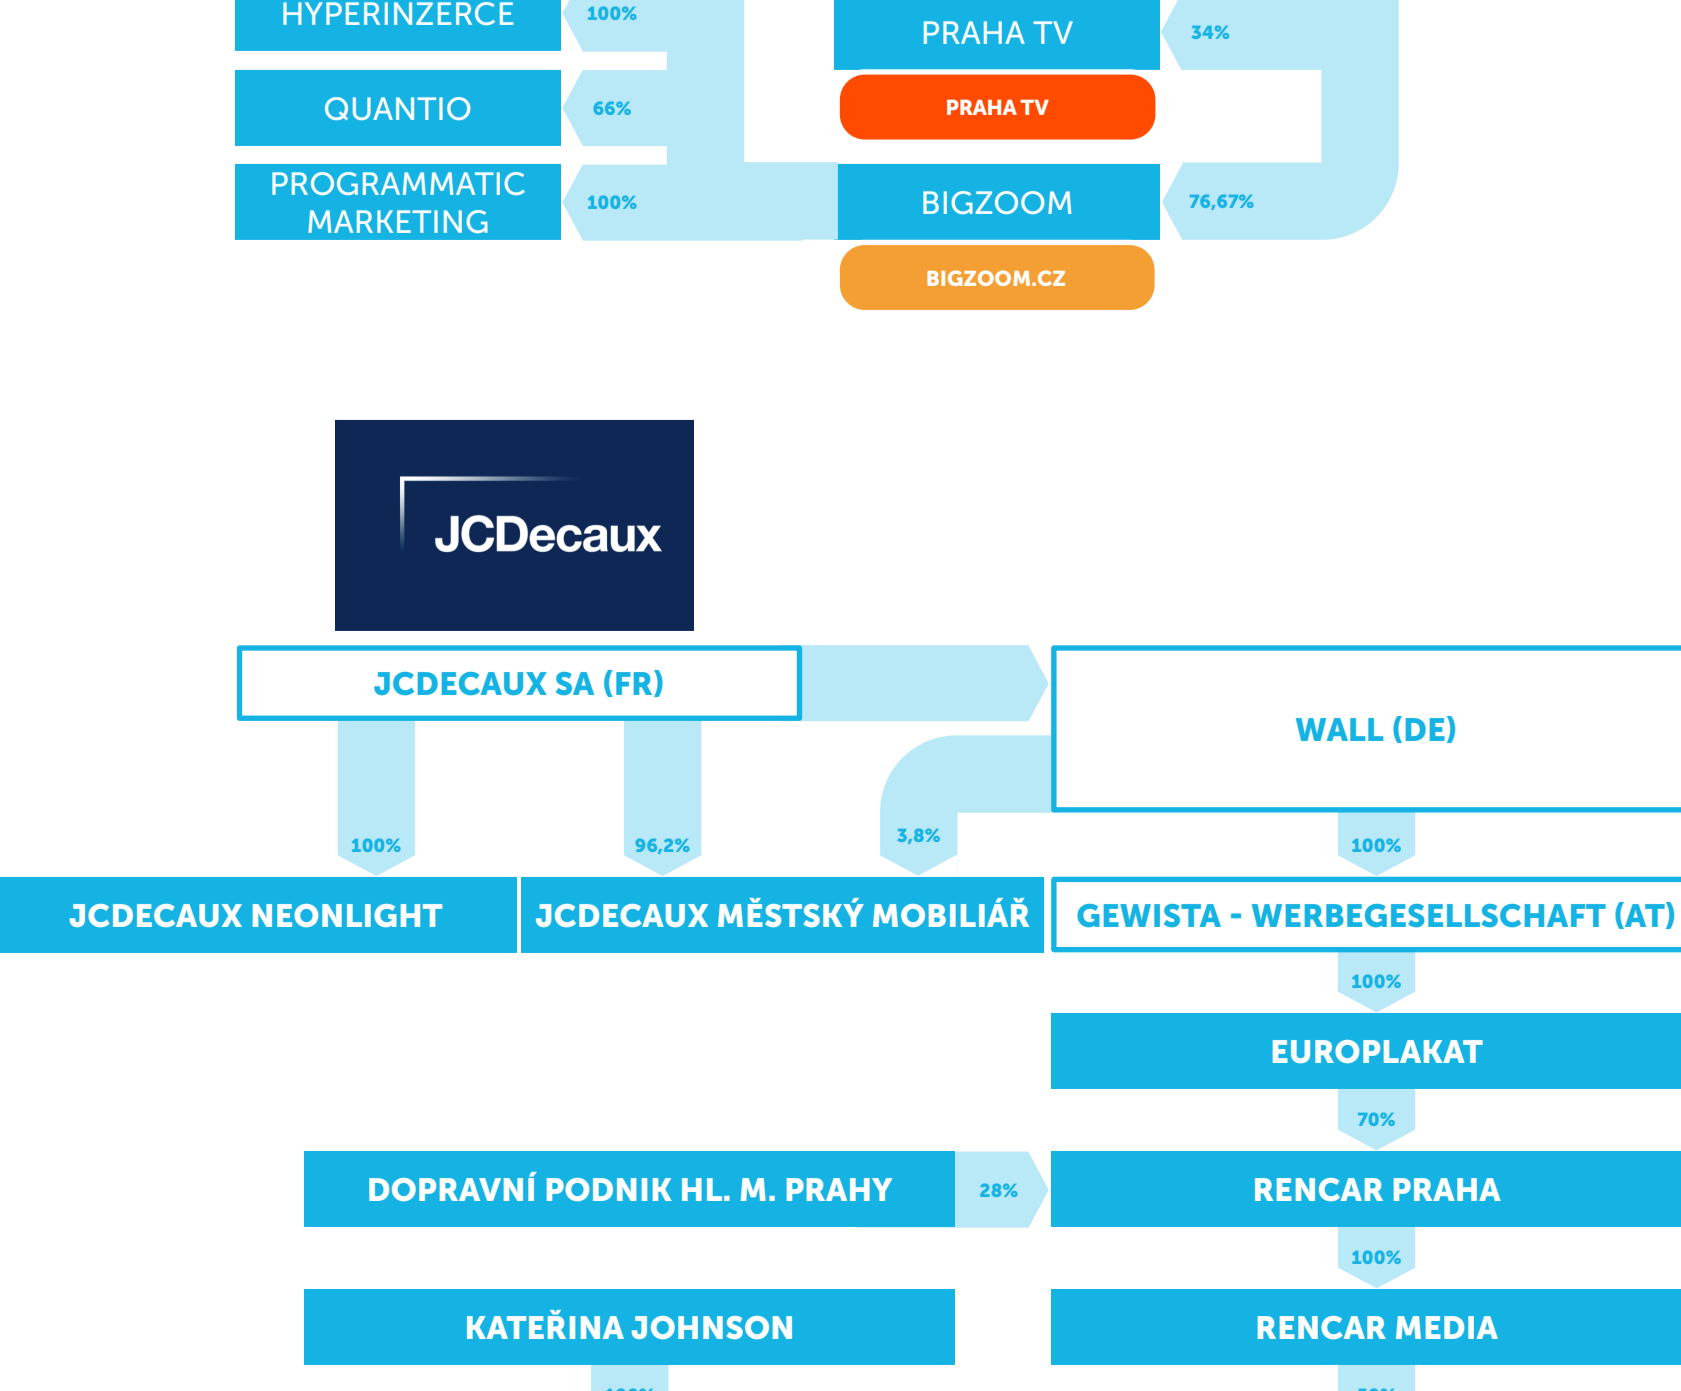 HYPERINZERCE
100%
PRAHA TV
34%
QUANTIO
66%
PRAHA TV
PROGRAMMATIC
MARKETING
100%
BIGZOOM
76,67%
BIGZOOM.CZ
JCDecaux
JCDECAUX SA (FR)
WALL (DE)
100%
96,2%
3,8%
100%
JCDECAUX NEONLIGHT
JCDECAUX MĚSTSKÝ MOBILIÁŘ
GEWISTA - WERBEGESELLSCHAFT (AT)
100%
EUROPLAKAT
70%
DOPRAVNÍ PODNIK HL. M. PRAHY
28%
RENCAR PRAHA
100%
KATEŘINA JOHNSON
RENCAR MEDIA